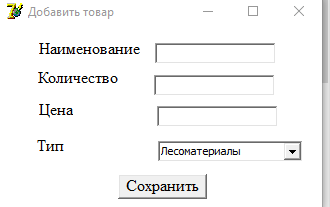 Добавить товар
Наименование
Количество
Цена
Тип Лесоматериалы
Сохранить